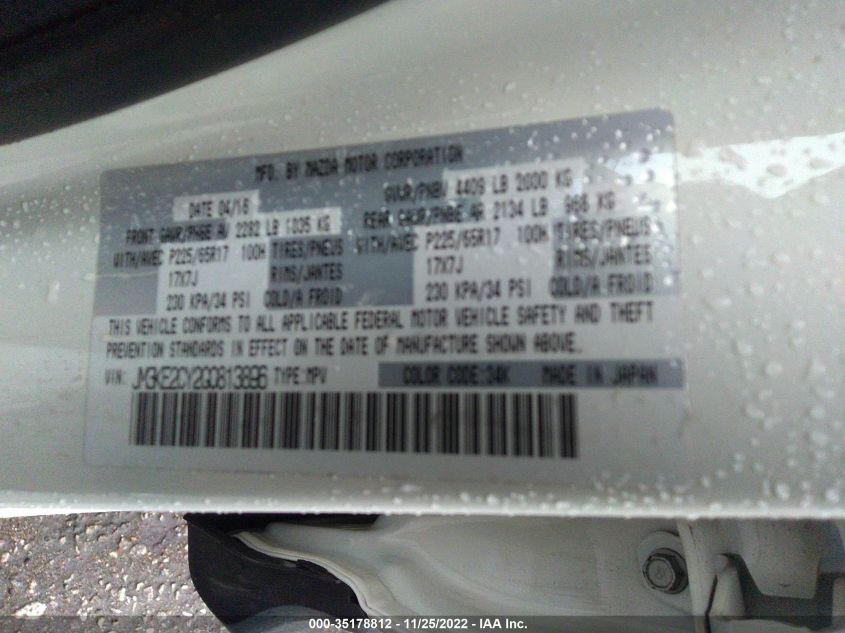 MFD. BY MAZDA MOTOR CORPORATION
DATE 04/16
GVWR/PNBV 4409 LB 2000 KG
FRONT GAWR/PNBE AV 2282 LB 1035 KG
REAR GAWR/PNBE AR 2134 LB 968 KG
WITH/AVEC P225/65R17 100H TIRES/PNEUS
WITH/AVEC P225/65R17 100H TIRES/PNEUS
17X7J RIMS/JANTES
17X7J RIMS/JANTES
230 KPA/34 PSI COLD/A FROID
230 KPA/34 PSI COLD/A FROID
THIS VEHICLE CONFORMS TO ALL APPLICABLE FEDERAL MOTOR VEHICLE SAFETY AND THEFT
PREVENTION STANDARDS IN EFFECT ON THE DATE OF MANUFACTURE SHOWN ABOVE.
VIN: JM3KE2CY2G0813896 TYPE:MPV
COLOR CODE:34K MADE IN JAPAN
000-35178812 - 11/25/2022 - IAA Inc.